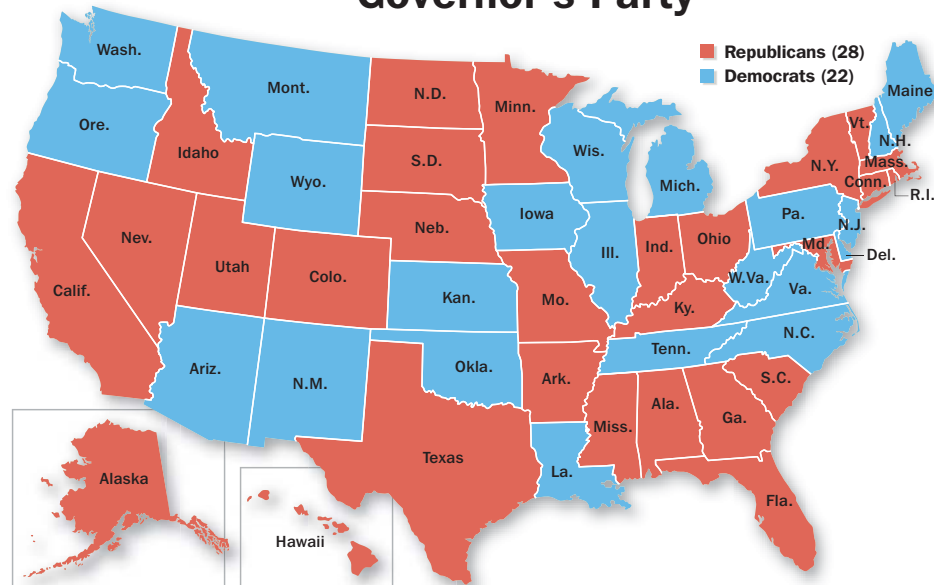 Governor's Party
Republicans (28)
Democrats (22)
Wash.
Mont.
N.D.
Minn.
Maine
Ore.
Vt.
N.H.
Idaho
S.D.
Wis.
N.Y.
Mass.
Wyo.
Mich.
Conn.
R.I.
Iowa
Pa.
N.J.
Nev.
Neb.
Ohio
Ill.
Ind.
Md.
Del.
Utah
Colo.
W.Va.
Calif.
Kan.
Mo.
Va.
Ky.
N.C.
Ariz.
N.M.
Okla.
Tenn.
Ark.
S.C.
Ala.
Ga.
Miss.
Texas
La.
Alaska
Fla.
Hawaii